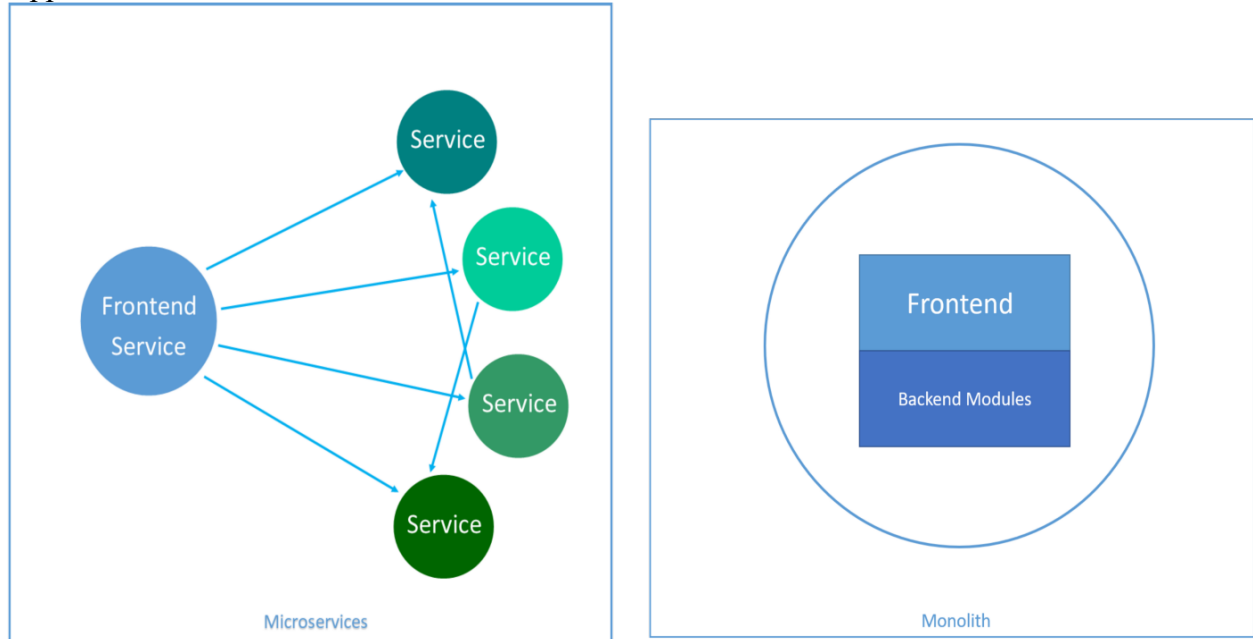 Service
Service
Frontend
Service
Service
Service
Microservices
Frontend
Backend Modules
Monolith